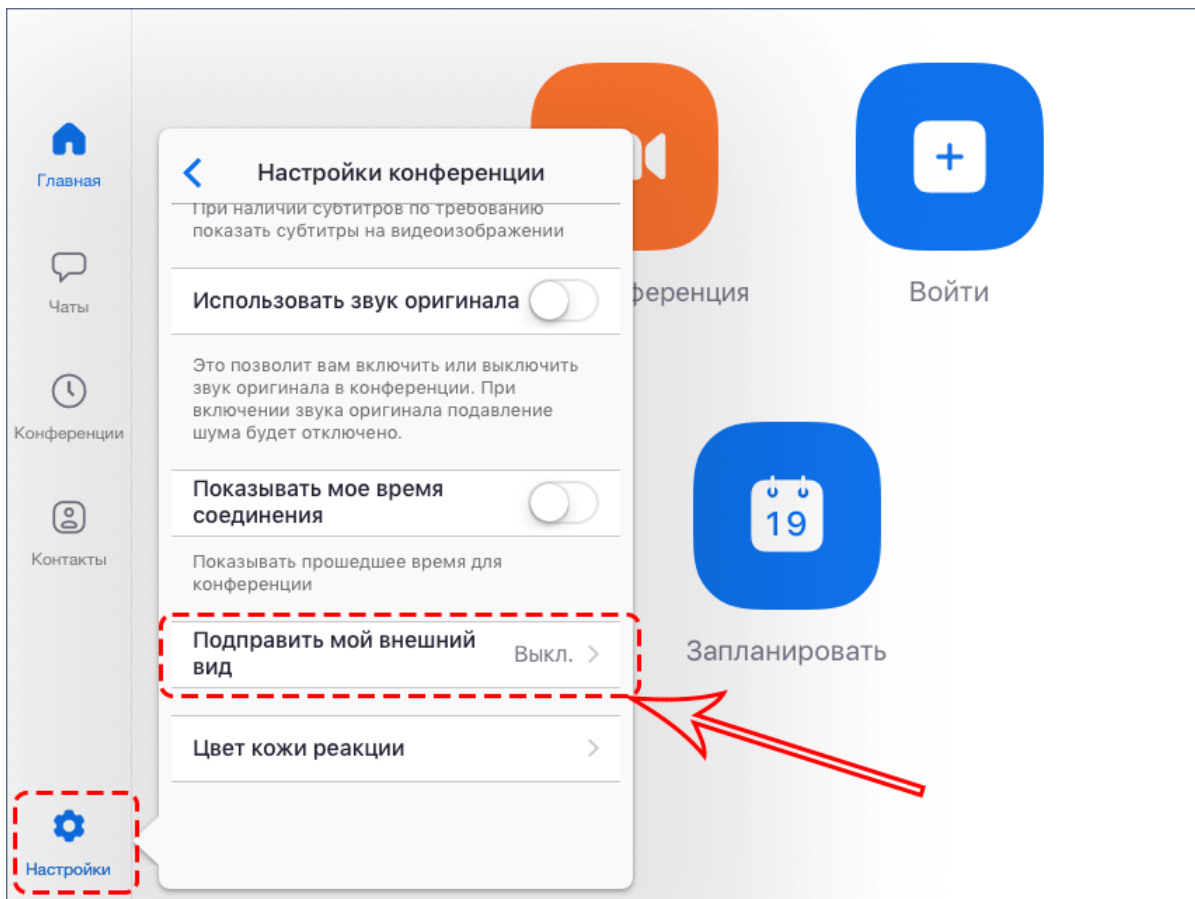 Главная
Чаты
Конференции
Контакты
Настройки
Настройки конференции
При наличии субтитров по требованию
показать субтитры на видеоизображении
Использовать звук оригинала
Это позволит вам включить или выключить
звук оригинала в конференции. При
включении звука оригинала подавление
шума будет отключено.
Показывать мое время
соединения
Показывать прошедшее время для
конференции
Подправить мой внешний
вид
Выкл.
Цвет кожи реакции
ференция
Войти
19
Запланировать